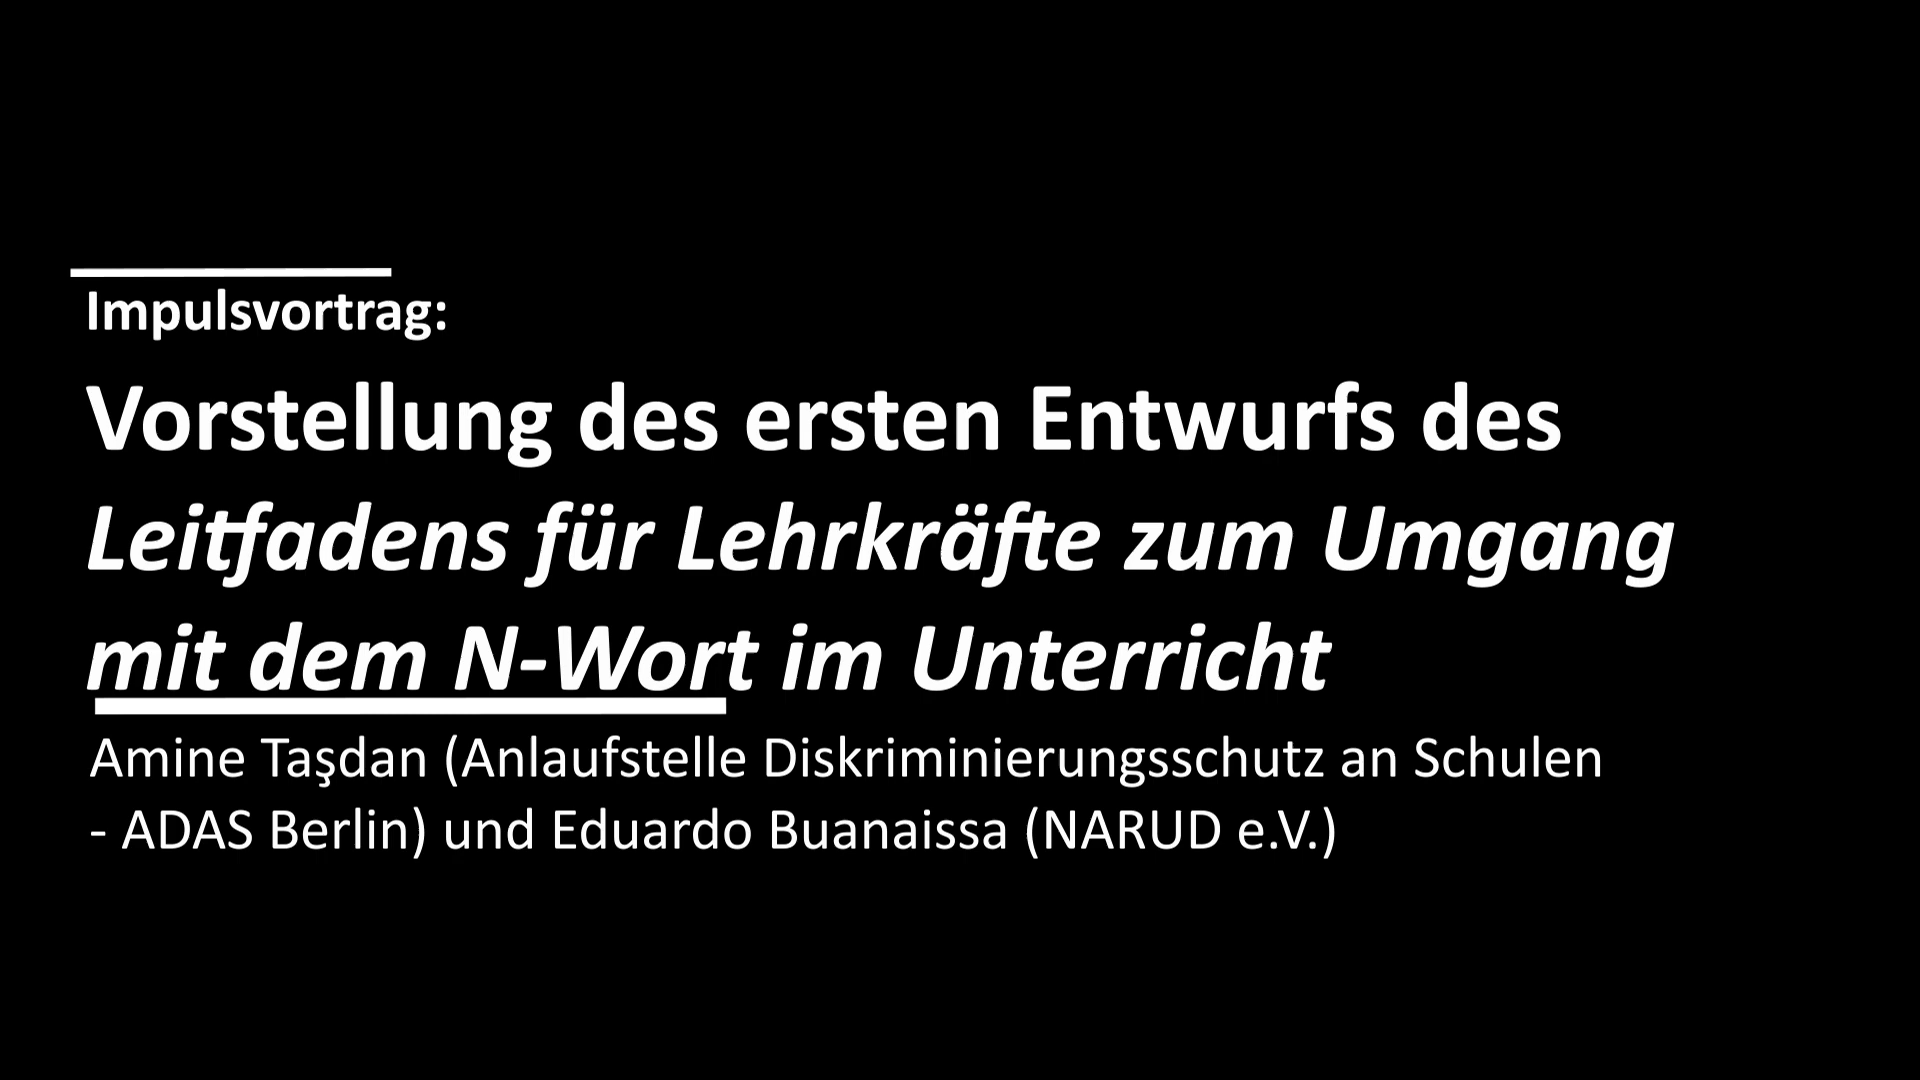 Impulsvortrag:
Vorstellung des ersten Entwurfs des
Leitfadens für Lehrkräfte zum Umgang
mit dem N-Wort im Unterricht
Amine Taşdan (Anlaufstelle Diskriminierungsschutz an Schulen
- ADAS Berlin) und Eduardo Buanaissa (NARUD e.V.)